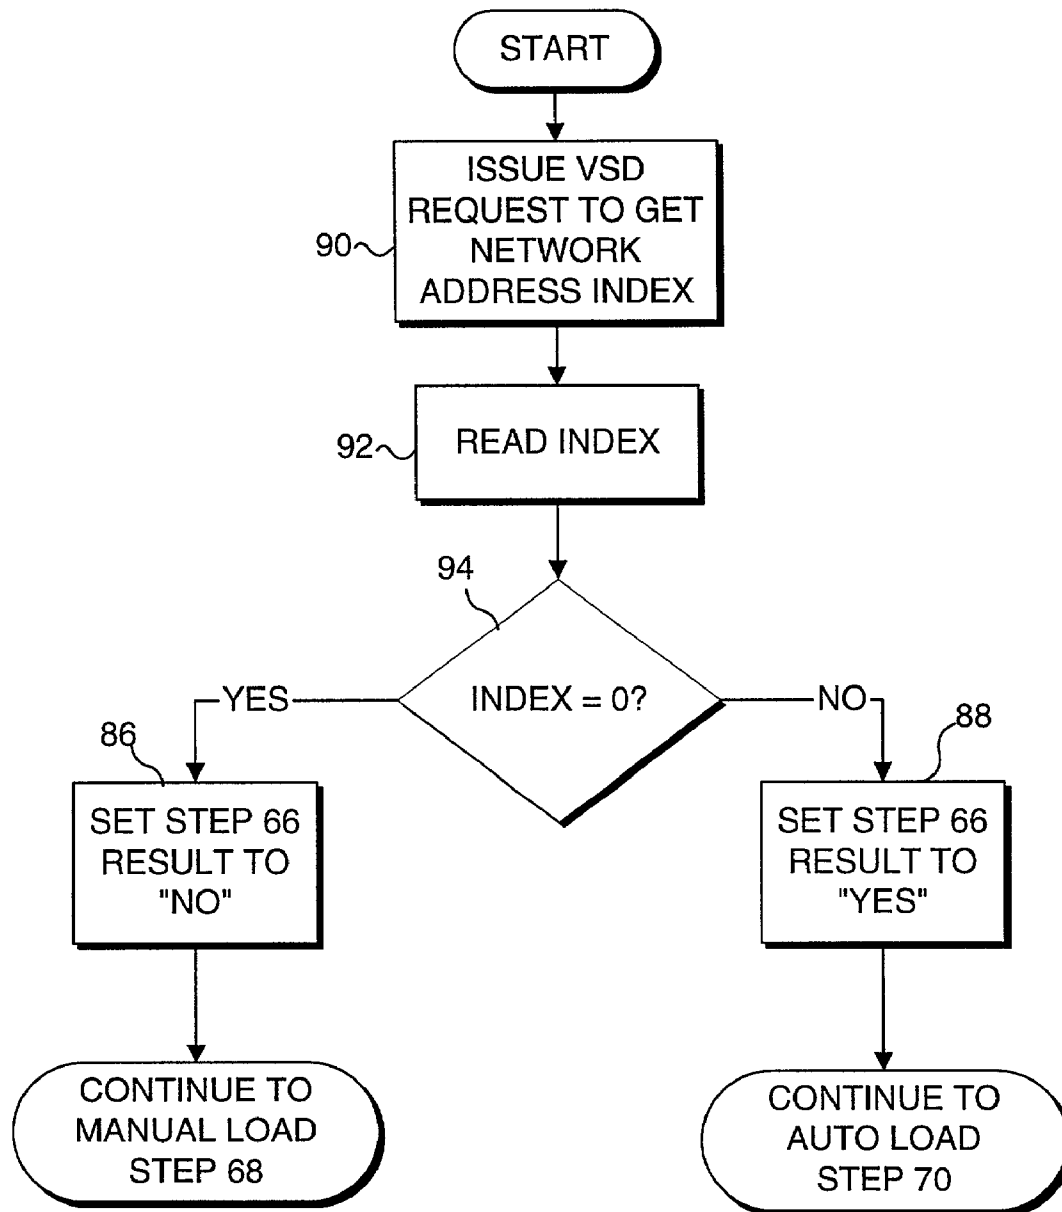 START
ISSUE VSD
REQUEST TO GET
NETWORK
ADDRESS INDEX
90
READ INDEX
92
94
INDEX = 0?
YES
NO
86
SET STEP 66
RESULT TO
"NO"
88
SET STEP 66
RESULT TO
"YES"
CONTINUE TO
MANUAL LOAD
STEP 68
CONTINUE TO
AUTO LOAD
STEP 70